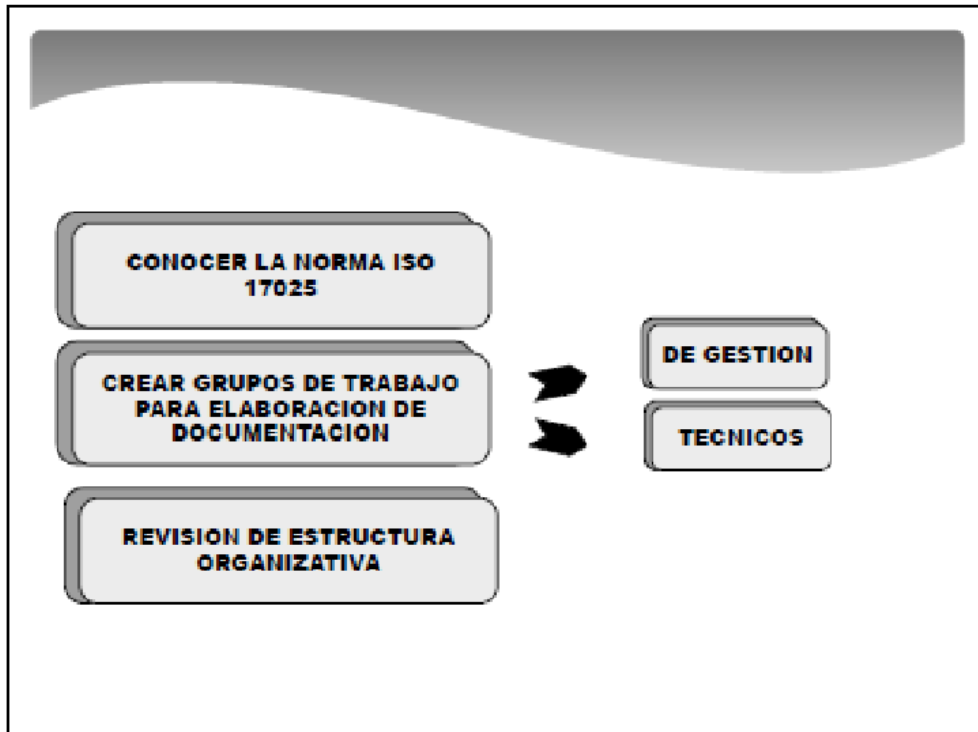 CONOCER LA NORMA ISO
17025
CREAR GRUPOS DE TRABAJO
PARA ELABORACION DE
DOCUMENTACION
DE GESTION
TECNICOS
REVISION DE ESTRUCTURA
ORGANIZATIVA